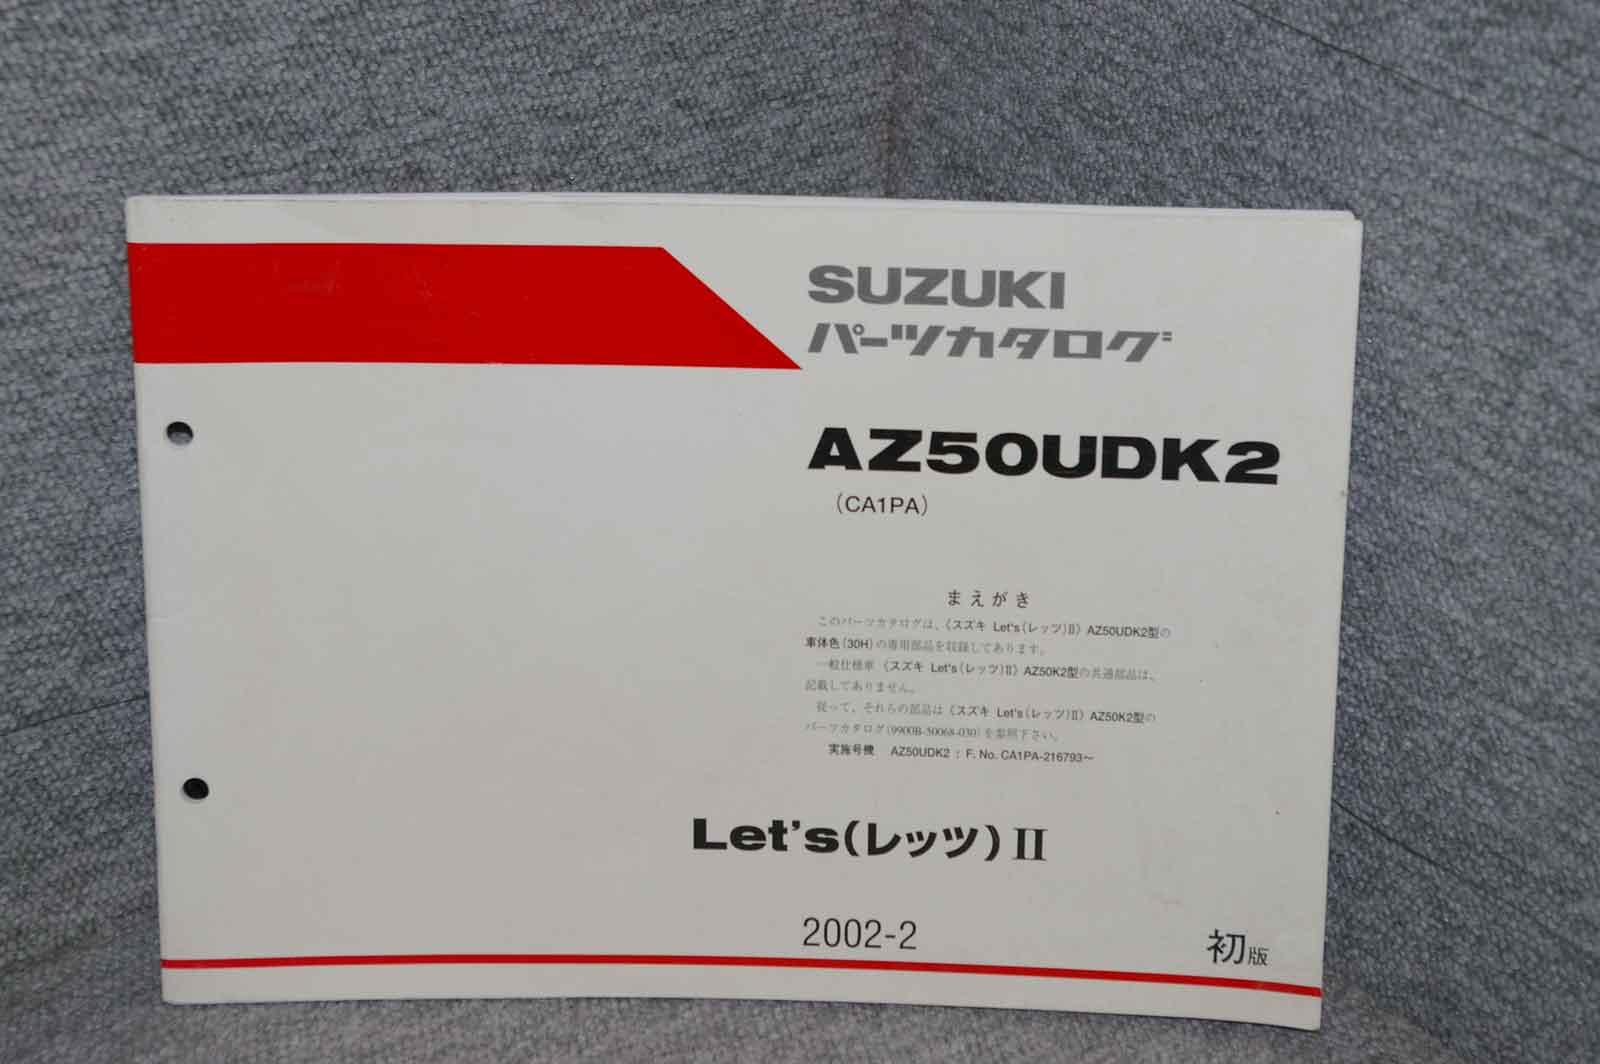 SUZUKI
パーツカタログ
AZ50UDK2
(CA1PA)
まえがき
このパーツカタログは、《スズキ Let's(レッツ)Ⅱ》AZ50UDK2型の
車体色(30H)の専用部品を収録してあります。
一般仕様車《スズキ Let's(レッツ)Ⅱ》AZ50K2型の共通部品は、
記載してありません。
従って、それらの部品は《スズキ Let's(レッツ)Ⅱ》AZ50K2型の
パーツカタログ(9900B-50068-030)を参照下さい。
実施号機 AZ50UDK2 : F. No. CA1PA-216793～
Let's(レッツ)Ⅱ
2002-2
初版